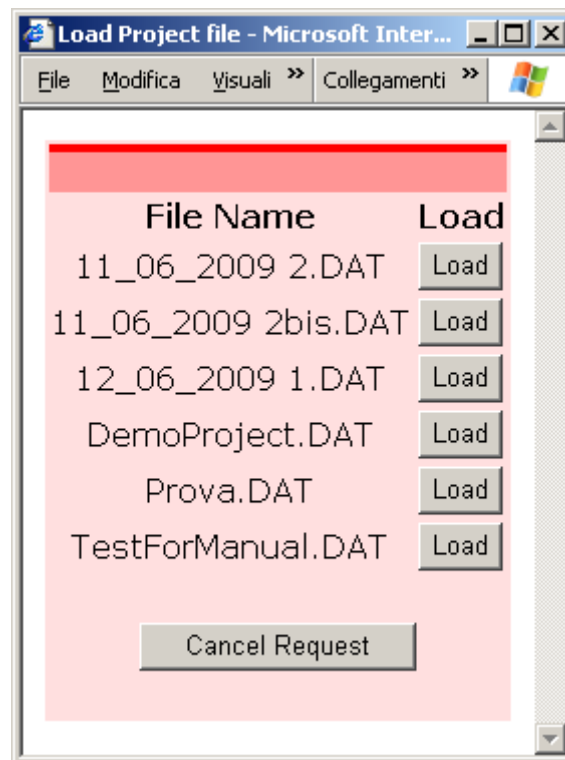 Load Project file - Microsoft Inter...
File Modifica Visuali » Collegamenti »
File Name Load
11_06_2009 2.DAT Load
11_06_2009 2bis.DAT Load
12_06_2009 1.DAT Load
DemoProject.DAT Load
Prova.DAT Load
TestForManual.DAT Load
Cancel Request